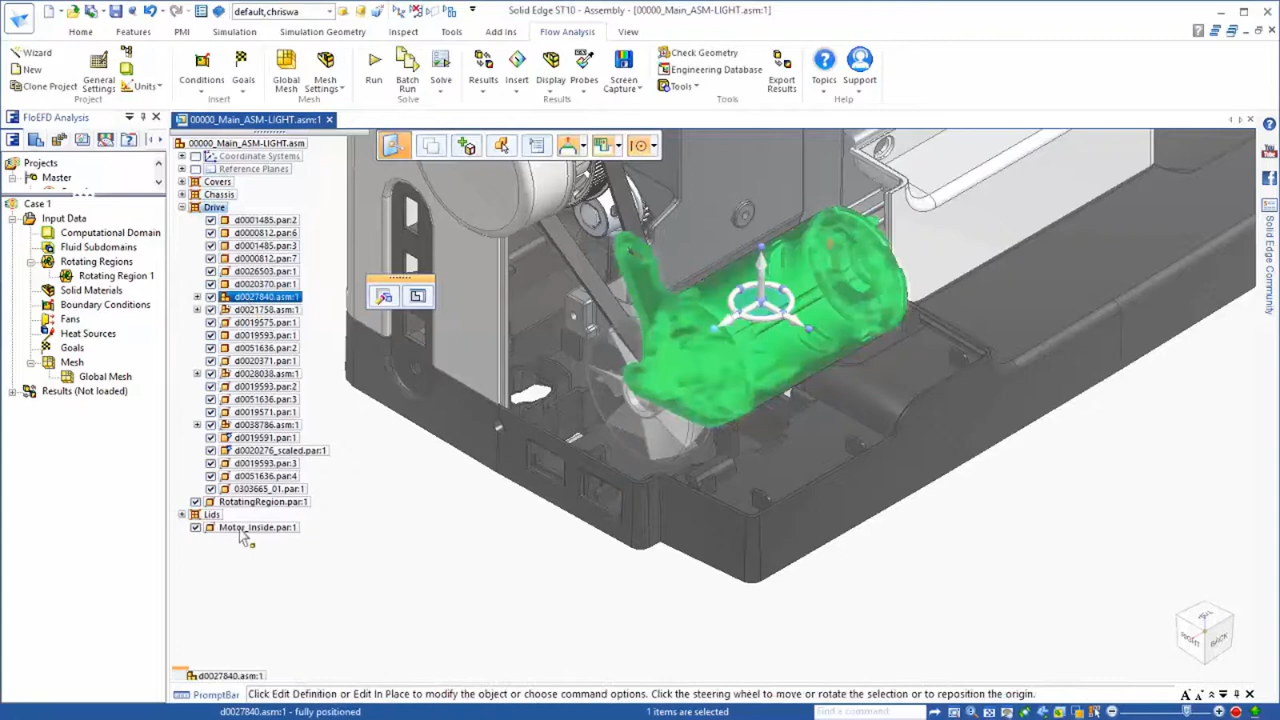 default,chriswa
Solid Edge ST10 - Assembly - [00000_Main_ASM-LIGHT.asm:1]
Home
Features
PMI
Simulation
Simulation Geometry
Inspect
Tools
Add Ins
Flow Analysis
View
Wizard
New
Clone Project
General Settings
Units
Project
Conditions
Goals
Insert
Global Mesh
Mesh Settings
Mesh
Run
Batch Run
Solve
Solve
Results
Insert
Display
Probes
Screen Capture
Results
Check Geometry
Engineering Database
Tools
Export Results
Tools
Topics
Support
Help
FloEFD Analysis
00000_Main_ASM-LIGHT.asm:1
Projects
Master
Case 1
Input Data
Computational Domain
Fluid Subdomains
Rotating Regions
Rotating Region 1
Solid Materials
Boundary Conditions
Fans
Heat Sources
Goals
Mesh
Global Mesh
Results (Not loaded)
00000_Main_ASM-LIGHT.asm
Coordinate Systems
Reference Planes
Covers
Chassis
Drive
d0001485.par:2
d0000812.par:6
d0001485.par:3
d0000812.par:7
d0026503.par:1
d0020370.par:1
d0027840.asm:1
d0021758.asm:1
d0019575.par:1
d0019593.par:1
d0051636.par:2
d0020371.par:1
d0028038.asm:1
d0019593.par:2
d0051636.par:3
d0019571.par:1
d0038786.asm:1
d0019591.par:1
d0020276_scaled.par:1
d0019593.par:3
d0051636.par:4
0303665_01.par:1
RotatingRegion.par:1
Lids
Motor_Inside.par:1
Solid Edge Community
TOP
RIGHT
BACK
d0027840.asm:1
PromptBar
Click Edit Definition or Edit In Place to modify the object or choose command options. Click the steering wheel to move or rotate the selection or to reposition the origin.
d0027840.asm:1 - fully positioned
1 items are selected
Find a command